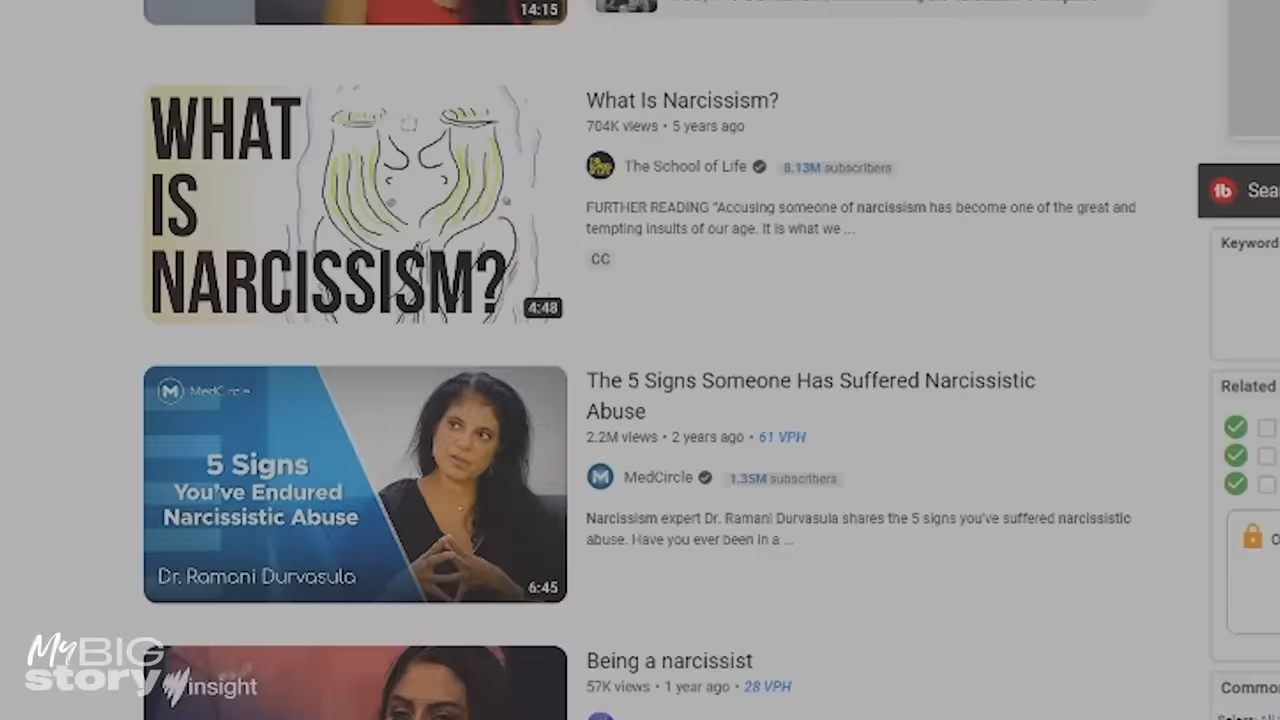 14:15
WHAT
IS
NARCISSISM?
4:48
What Is Narcissism?
704K views • 5 years ago
The School of Life
8.13M subscribers
FURTHER READING "Accusing someone of narcissism has become one of the great and
tempting insults of our age. It is what we ...
CC
MedCircle
5 Signs
You've Endured
Narcissistic Abuse
Dr. Ramani Durvasula
6:45
The 5 Signs Someone Has Suffered Narcissistic
Abuse
2.2M views • 2 years ago • 61 VPH
MedCircle
1.35M subscribers
Narcissism expert Dr. Ramani Durvasula shares the 5 signs you've suffered narcissistic
abuse. Have you ever been in a ...
insight
Being a narcissist
57K views • 1 year ago • 28 VPH
My BIG
story
tb Sear
Keyword
Related
Commo